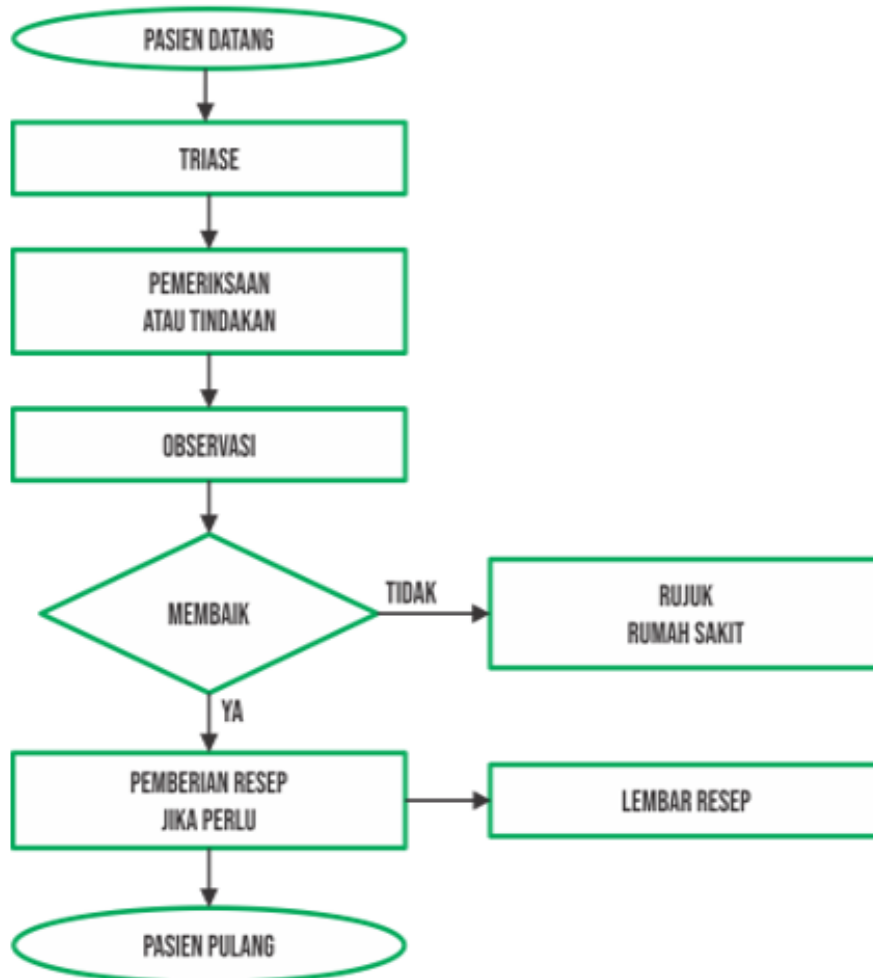 PASIEN DATANG
TRIASE
PEMERIKSAAN
ATAU TINDAKAN
OBSERVASI
MEMBAIK
TIDAK
RUJUK
RUMAH SAKIT
YA
PEMBERIAN RESEP
JIKA PERLU
LEMBAR RESEP
PASIEN PULANG